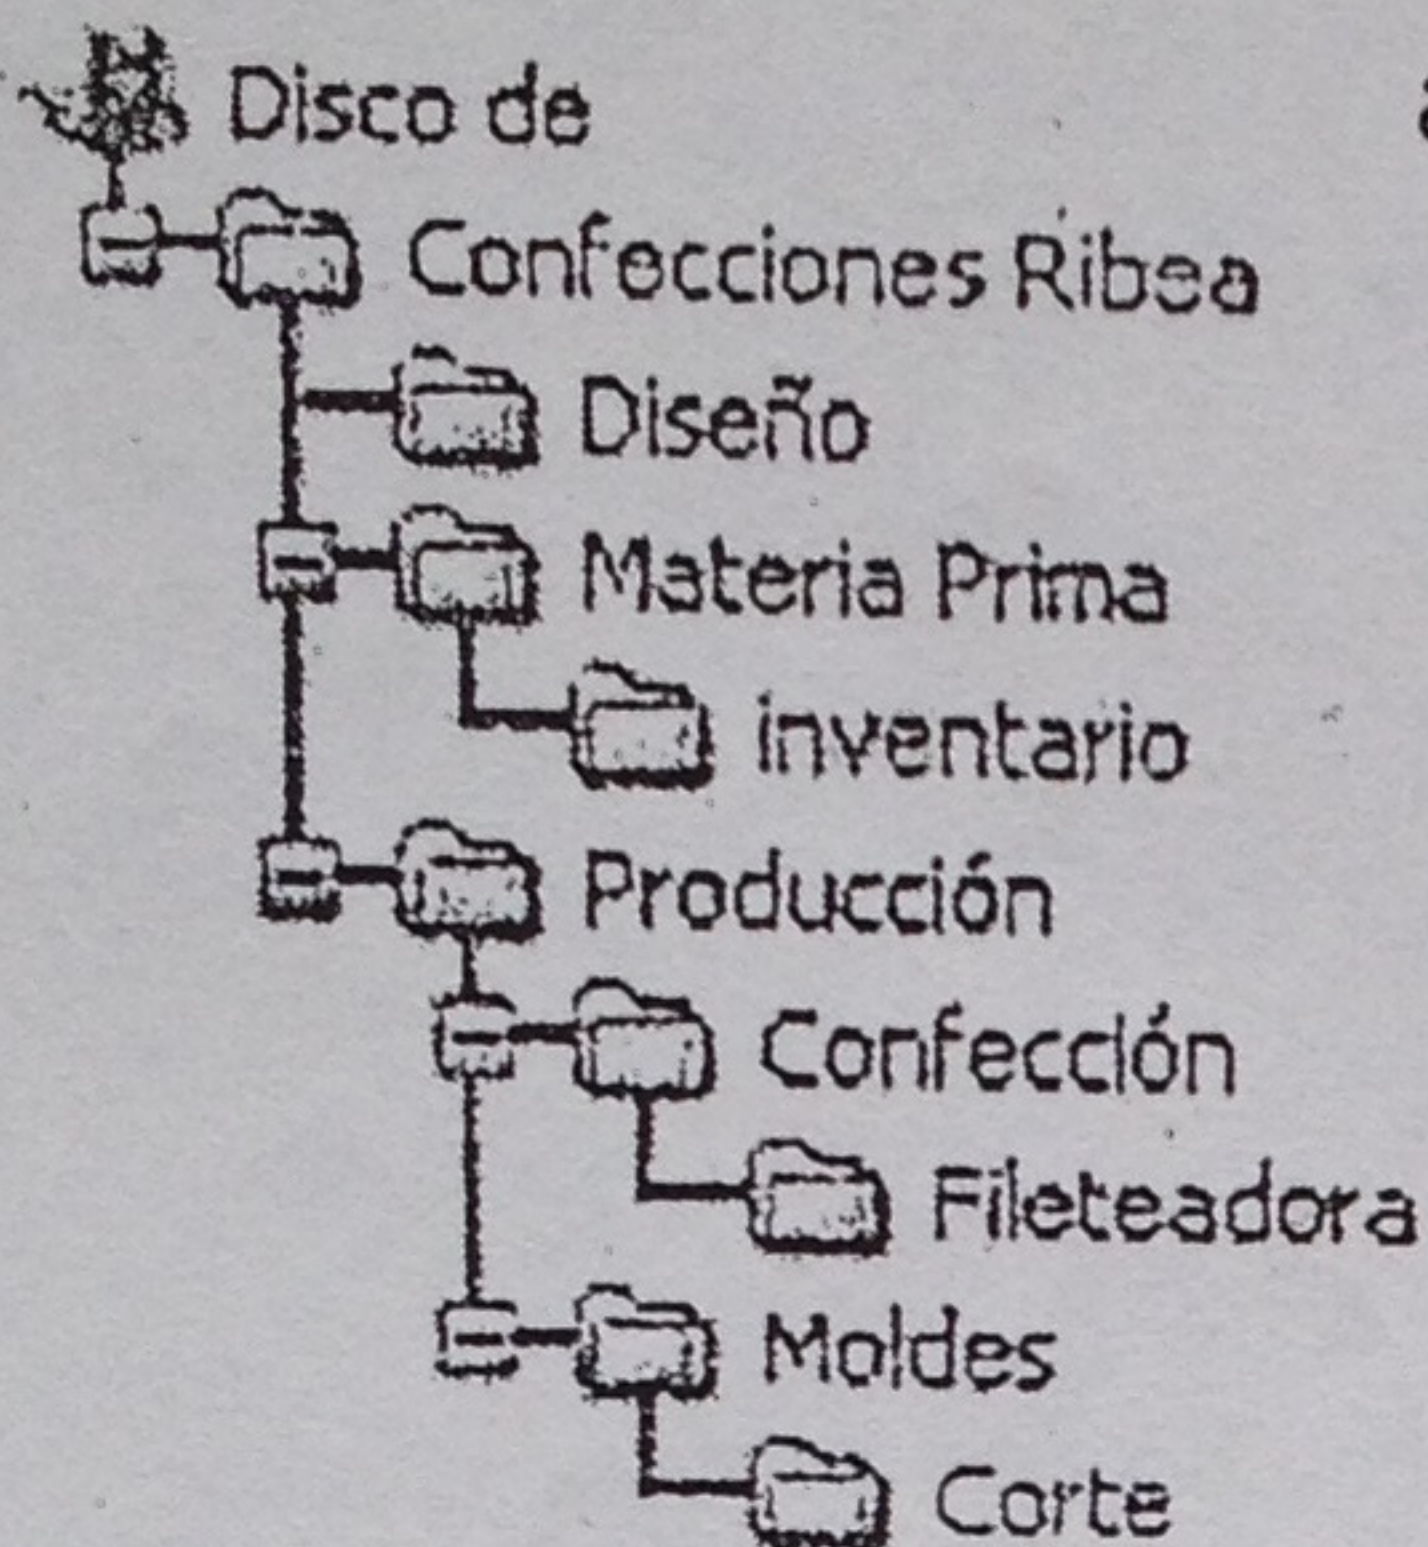 Disco de
Confecciones Ribea
Diseño
Materia Prima
inventario
Producción
Confección
Fileteadora
Moldes
Corte